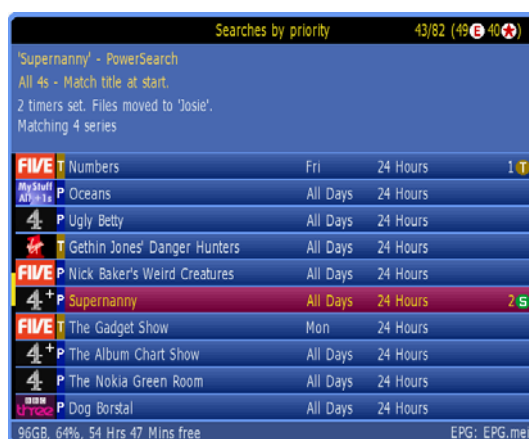 Searches by priority 43/82 (49 E 40 ★)
'Supernanny' - PowerSearch
All 4s - Match title at start.
2 timers set. Files moved to 'Josie'.
Matching 4 series
FIVE T Numbers Fri 24 Hours 1 T
MyStuff All +1s P Oceans All Days 24 Hours
4 P Ugly Betty All Days 24 Hours
T Gethin Jones' Danger Hunters All Days 24 Hours
FIVE P Nick Baker's Weird Creatures All Days 24 Hours
4+ P Supernanny All Days 24 Hours 2 S
FIVE T The Gadget Show Mon 24 Hours
4+ P The Album Chart Show All Days 24 Hours
4 P The Nokia Green Room All Days 24 Hours
BBC three P Dog Borstal All Days 24 Hours
96GB, 64%, 54 Hrs 47 Mins free EPG: EPG.mei